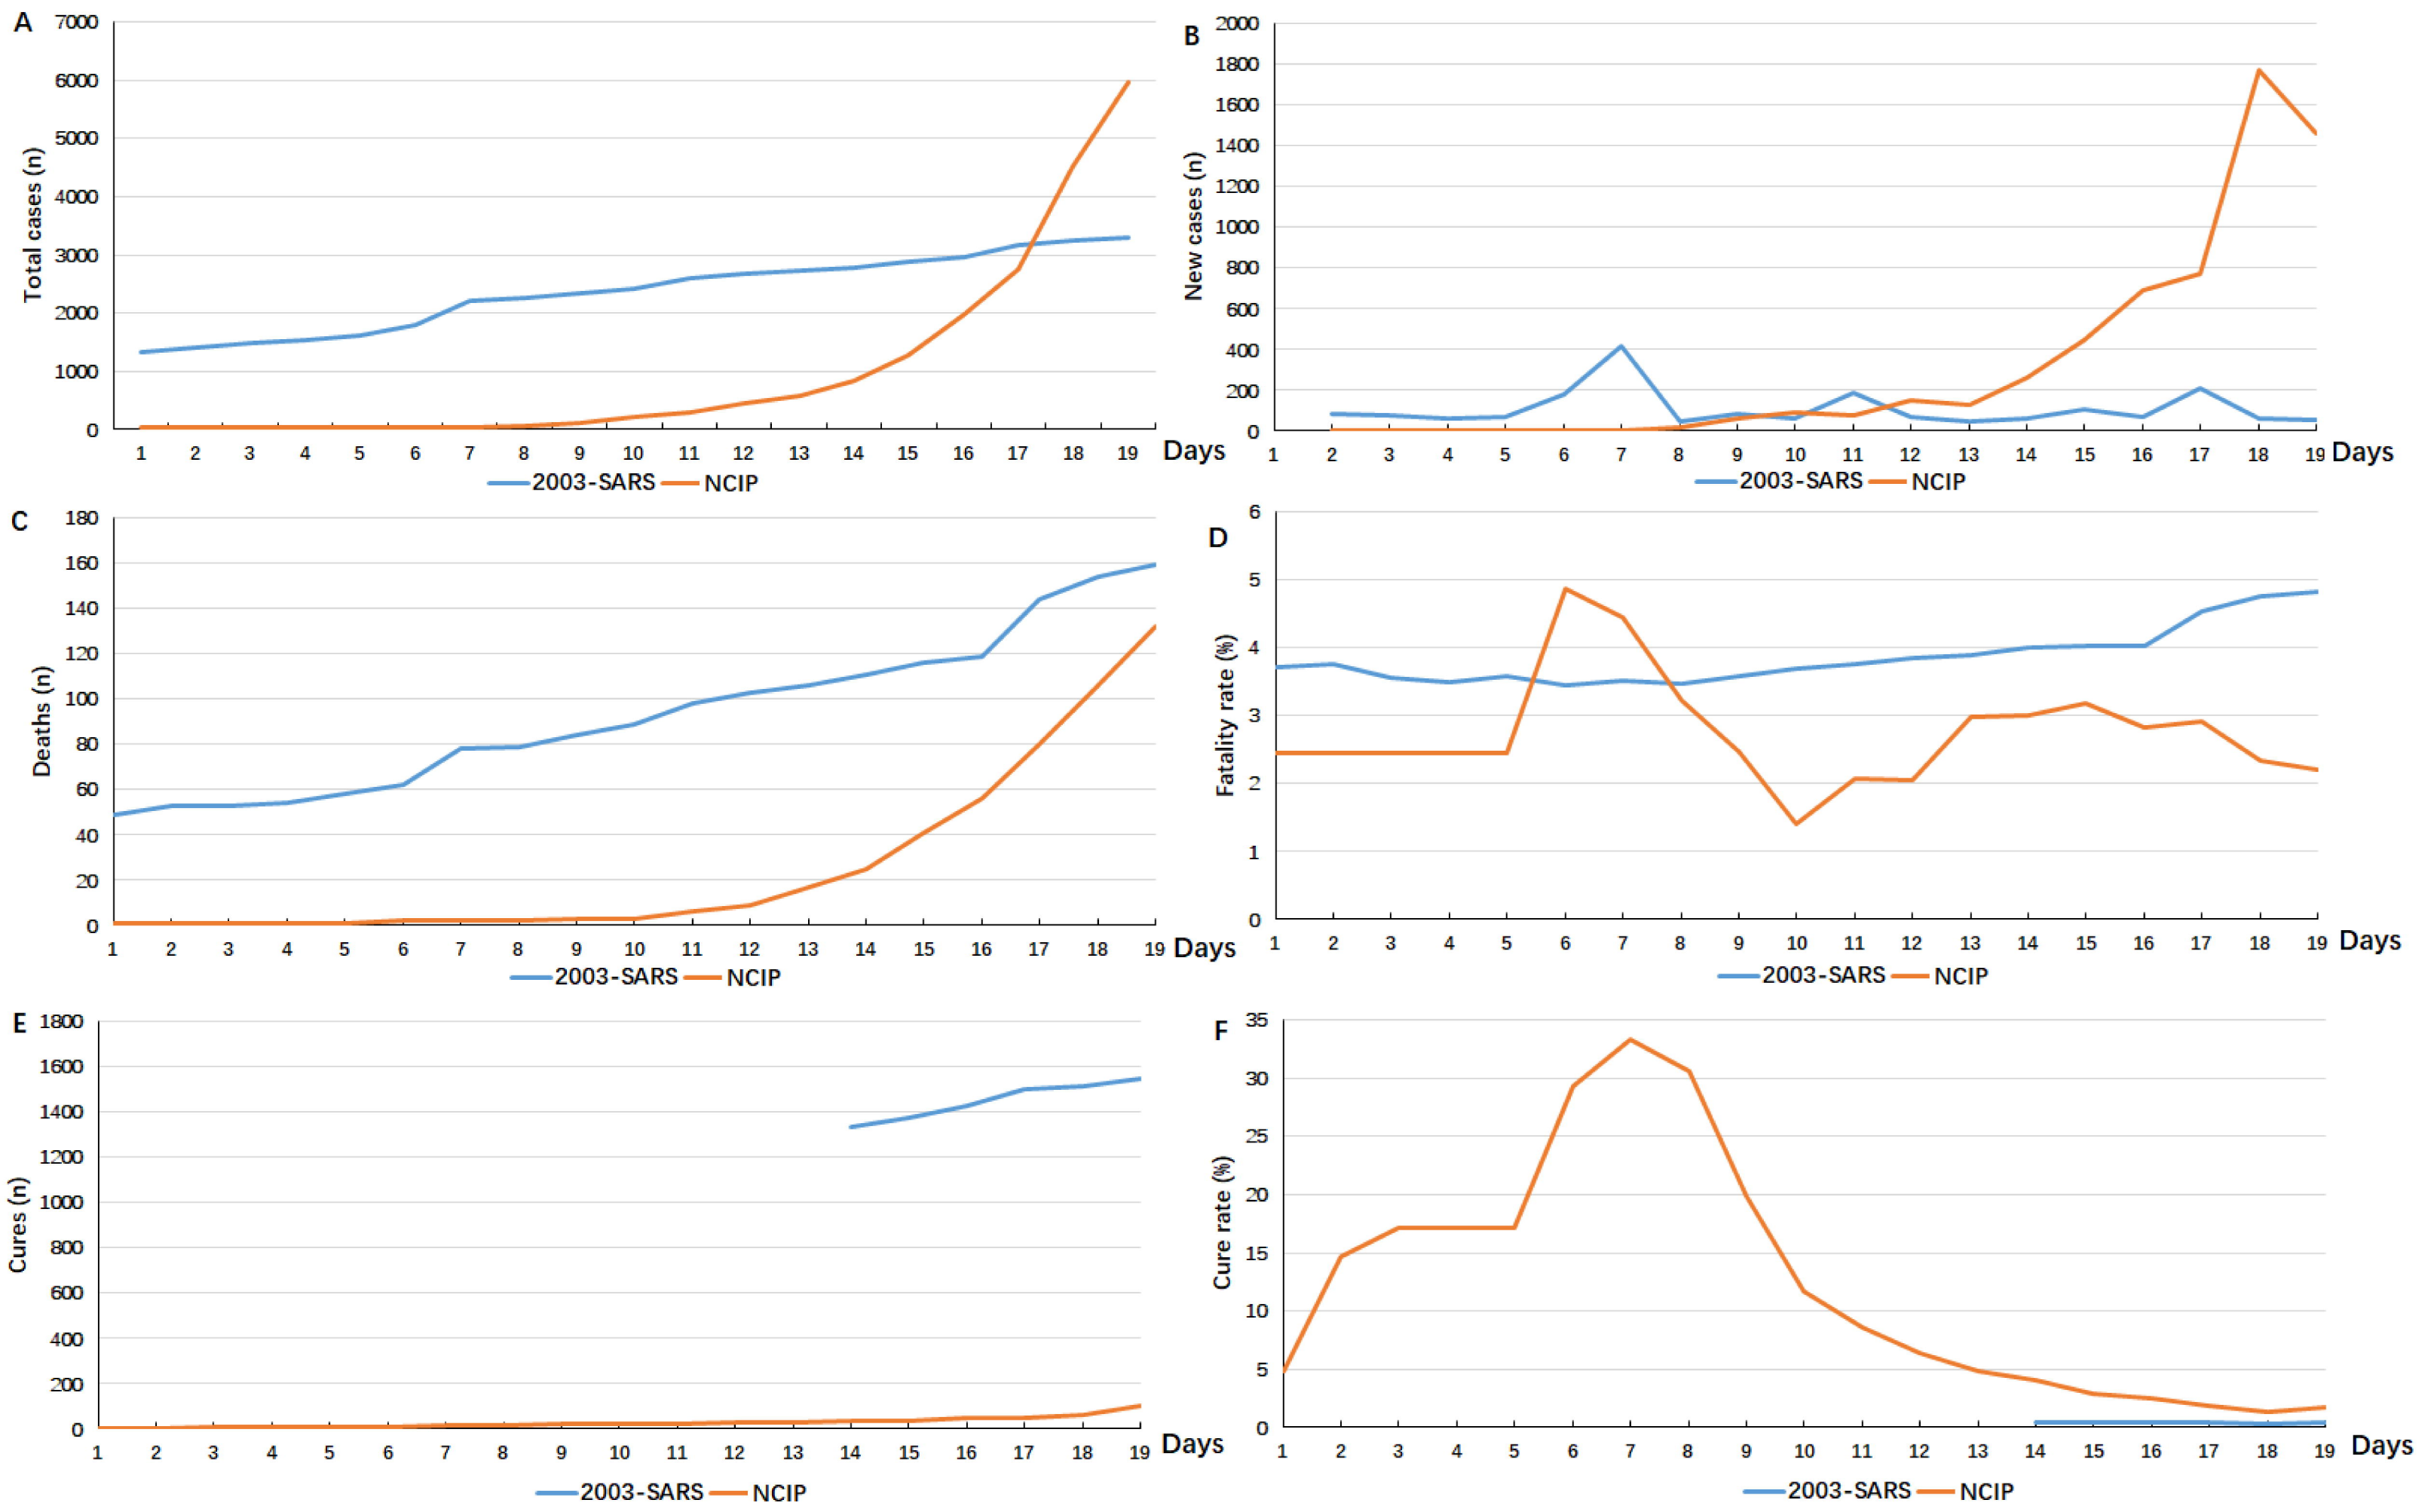 A
Total cases (n)
7000
6000
5000
4000
3000
2000
1000
0
1 2 3 4 5 6 7 8 9 10 11 12 13 14 15 16 17 18 19 Days
2003-SARS NCIP
B
New cases (n)
2000
1800
1600
1400
1200
1000
800
600
400
200
0
1 2 3 4 5 6 7 8 9 10 11 12 13 14 15 16 17 18 19 Days
2003-SARS NCIP
C
Deaths (n)
180
160
140
120
100
80
60
40
20
0
1 2 3 4 5 6 7 8 9 10 11 12 13 14 15 16 17 18 19 Days
2003-SARS NCIP
D
Fatality rate (%)
6
5
4
3
2
1
0
1 2 3 4 5 6 7 8 9 10 11 12 13 14 15 16 17 18 19 Days
2003-SARS NCIP
E
Cures (n)
1800
1600
1400
1200
1000
800
600
400
200
0
1 2 3 4 5 6 7 8 9 10 11 12 13 14 15 16 17 18 19 Days
2003-SARS NCIP
F
Cure rate (%)
35
30
25
20
15
10
5
0
1 2 3 4 5 6 7 8 9 10 11 12 13 14 15 16 17 18 19 Days
2003-SARS NCIP